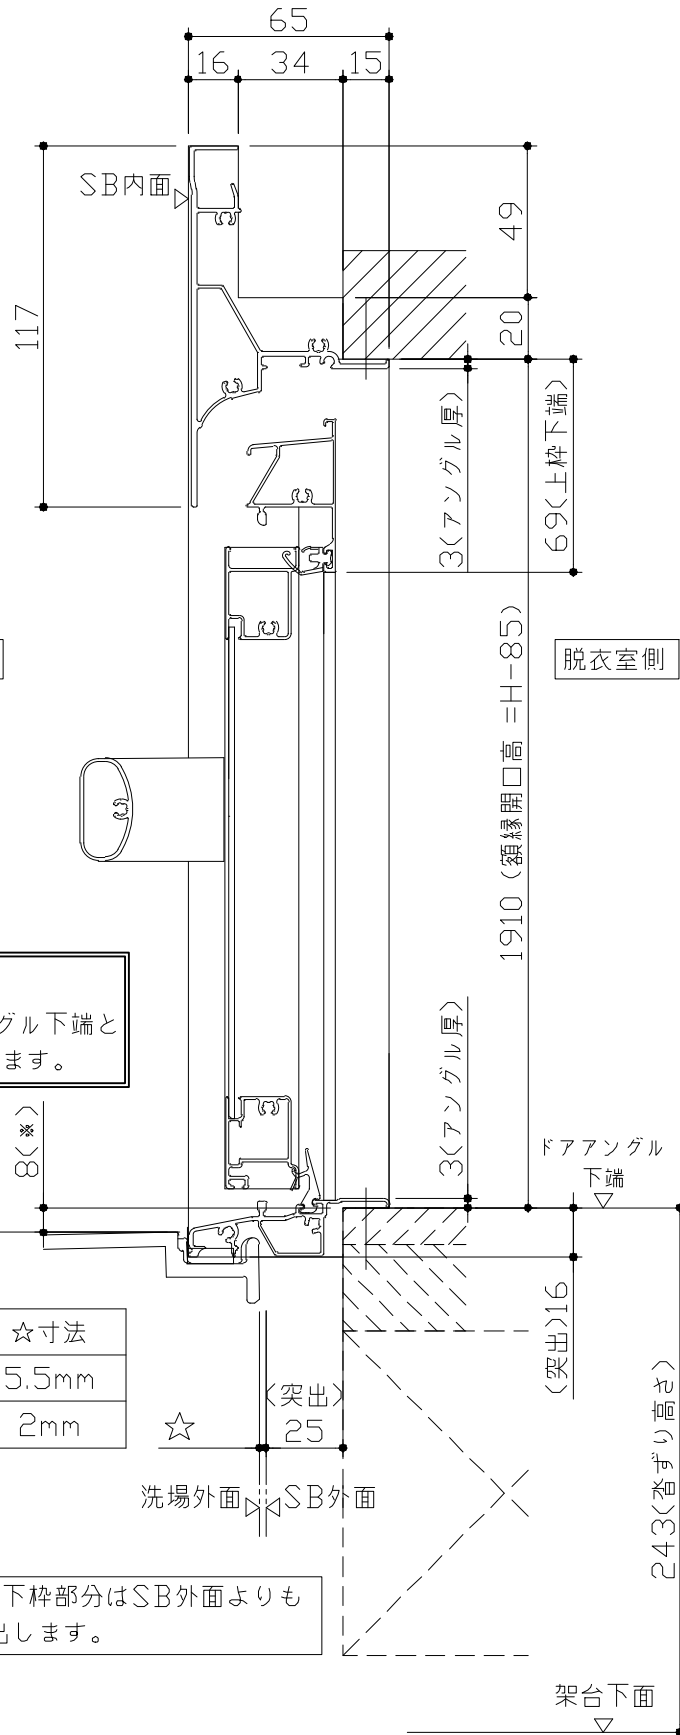 65
16 34 15
SB内面
117
49
20
3(アングル厚)
69(上枠下端)
脱衣室側
1910 (額縁開口高 =H-85)
グル下端と
ます。
8(※)
3(アングル厚)
ドアアングル
下端
☆寸法
5.5mm
2mm
☆
(突出)
25
(突出)16
243(沓ずり高さ)
洗場外面
SB外面
下枠部分はSB外面よりも
出します。
架台下面